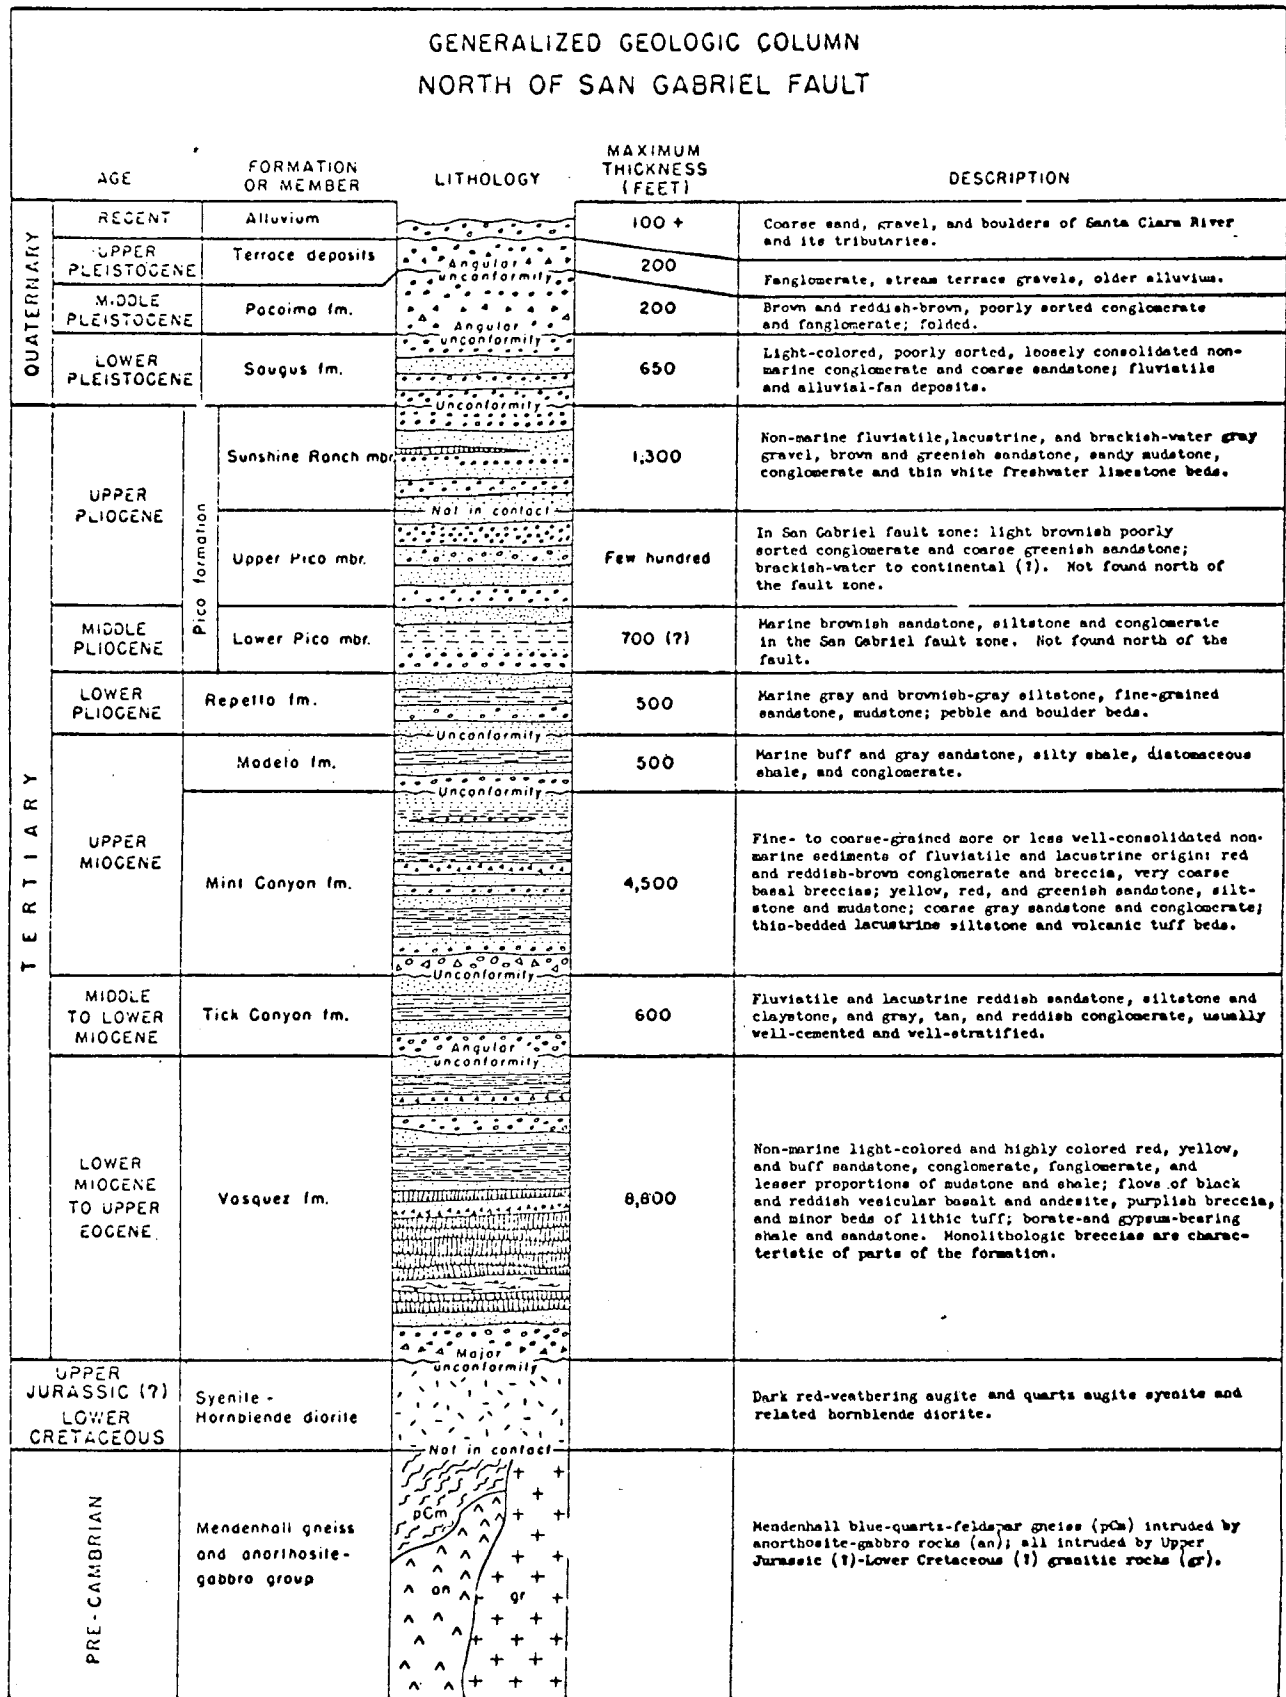 GENERALIZED GEOLOGIC COLUMN
NORTH OF SAN GABRIEL FAULT
AGE
FORMATION
OR MEMBER
LITHOLOGY
MAXIMUM
THICKNESS
(FEET)
DESCRIPTION
QUATERNARY
RECENT
Alluvium
100 +
Coarse sand, gravel, and boulders of Santa Clara River
and its tributaries.
UPPER
PLEISTOCENE
Terrace deposits
Angular
unconformity
200
Fanglomerate, stream terrace gravels, older alluvium.
MIDDLE
PLEISTOCENE
Pacoima fm.
Angular
unconformity
200
Brown and reddish-brown, poorly sorted conglomerate
and fanglomerate; folded.
LOWER
PLEISTOCENE
Saugus fm.
Unconformity
650
Light-colored, poorly sorted, loosely consolidated non-
marine conglomerate and coarse sandstone; fluviatile
and alluvial-fan deposits.
TERTIARY
UPPER
PLIOCENE
Pico formation
Sunshine Ranch mbr.
Not in contact
1,300
Non-marine fluviatile, lacustrine, and brackish-water gray
gravel, brown and greenish sandstone, sandy mudstone,
conglomerate and thin white freshwater limestone beds.
Upper Pico mbr.
Few hundred
In San Gabriel fault zone: light brownish poorly
sorted conglomerate and coarse greenish sandstone;
brackish-water to continental (?). Not found north of
the fault zone.
MIDDLE
PLIOCENE
Lower Pico mbr.
700 (?)
Marine brownish sandstone, siltstone and conglomerate
in the San Gabriel fault zone. Not found north of the
fault.
LOWER
PLIOCENE
Repetto fm.
Unconformity
500
Marine gray and brownish-gray siltstone, fine-grained
sandstone, mudstone; pebble and boulder beds.
UPPER
MIOCENE
Modelo fm.
Unconformity
500
Marine buff and gray sandstone, silty shale, diatomaceous
shale, and conglomerate.
Mint Canyon fm.
Unconformity
4,500
Fine- to coarse-grained more or less well-consolidated non-
marine sediments of fluviatile and lacustrine origin: red
and reddish-brown conglomerate and breccia, very coarse
basal breccias; yellow, red, and greenish sandstone, silt-
stone and mudstone; coarse gray sandstone and conglomerate;
thin-bedded lacustrine siltstone and volcanic tuff beds.
MIDDLE
TO LOWER
MIOCENE
Tick Canyon fm.
Angular
unconformity
600
Fluviatile and lacustrine reddish sandstone, siltstone and
claystone, and gray, tan, and reddish conglomerate, usually
well-cemented and well-stratified.
LOWER
MIOCENE
TO UPPER
EOCENE
Vasquez fm.
Major
unconformity
8,800
Non-marine light-colored and highly colored red, yellow,
and buff sandstone, conglomerate, fanglomerate, and
lesser proportions of mudstone and shale; flows of black
and reddish vesicular basalt and andesite, purplish breccia,
and minor beds of lithic tuff; borate-and gypsum-bearing
shale and sandstone. Monolithologic breccias are charac-
teristic of parts of the formation.
UPPER
JURASSIC (?)
LOWER
CRETACEOUS
Syenite -
Hornblende diorite
Not in contact
Dark red-weathering augite and quartz augite syenite and
related hornblende diorite.
PRE-CAMBRIAN
Mendenhall gneiss
and anorthosite-
gabbro group
pCm
an
gr
Mendenhall blue-quartz-feldspar gneiss (pCm) intruded by
anorthosite-gabbro rocks (an); all intruded by Upper
Jurassic (?)-Lower Cretaceous (?) granitic rocks (gr).